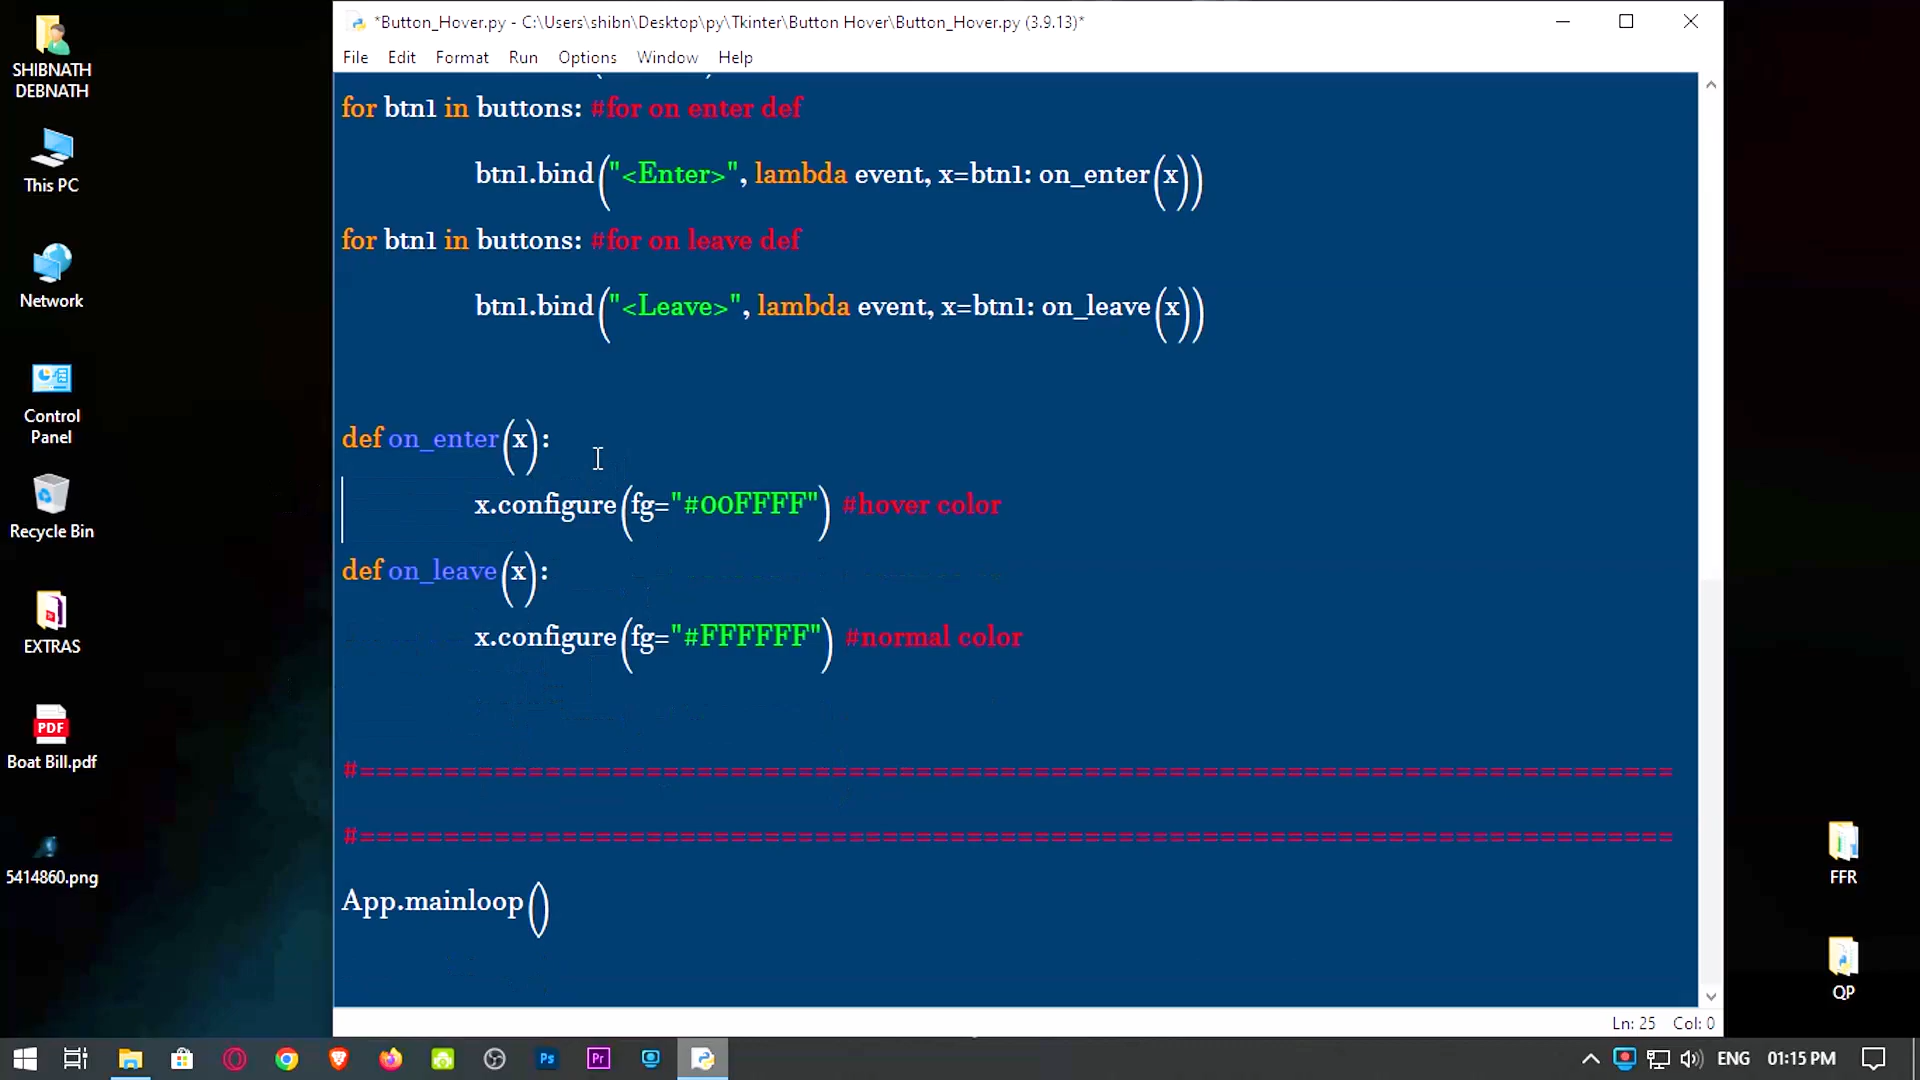 *Button_Hover.py - C:\Users\shibn\Desktop\py\Tkinter\Button Hover\Button_Hover.py (3.9.13)*
File Edit Format Run Options Window Help
for btn1 in buttons: #for on enter def
btn1.bind("<Enter>", lambda event, x=btn1: on_enter(x))
for btn1 in buttons: #for on leave def
btn1.bind("<Leave>", lambda event, x=btn1: on_leave(x))
def on_enter(x):
x.configure(fg="#00FFFF") #hover color
def on_leave(x):
x.configure(fg="#FFFFFF") #normal color
#==============================================================================
#==============================================================================
App.mainloop()
Ln: 25 Col: 0
SHIBNATH
DEBNATH
This PC
Network
Control
Panel
Recycle Bin
EXTRAS
PDF
Boat Bill.pdf
5414860.png
FFR
QP
Ps
Pr
ENG
01:15 PM